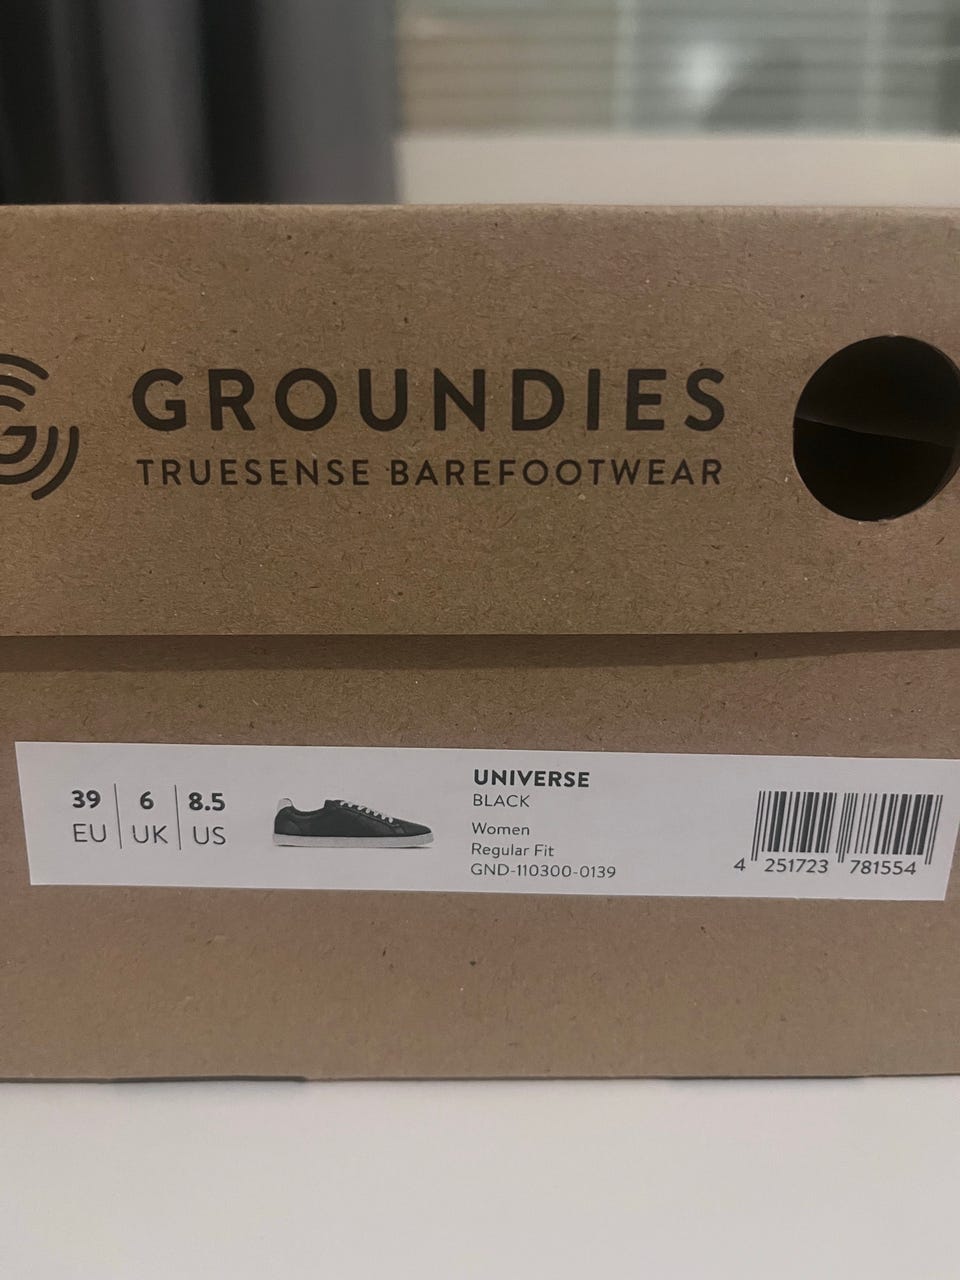 G
GROUNDIES
TRUESENSE BAREFOOTWEAR
39 6 8.5
EU UK US
UNIVERSE
BLACK
Women
Regular Fit
GND-110300-0139
4 251723 781554